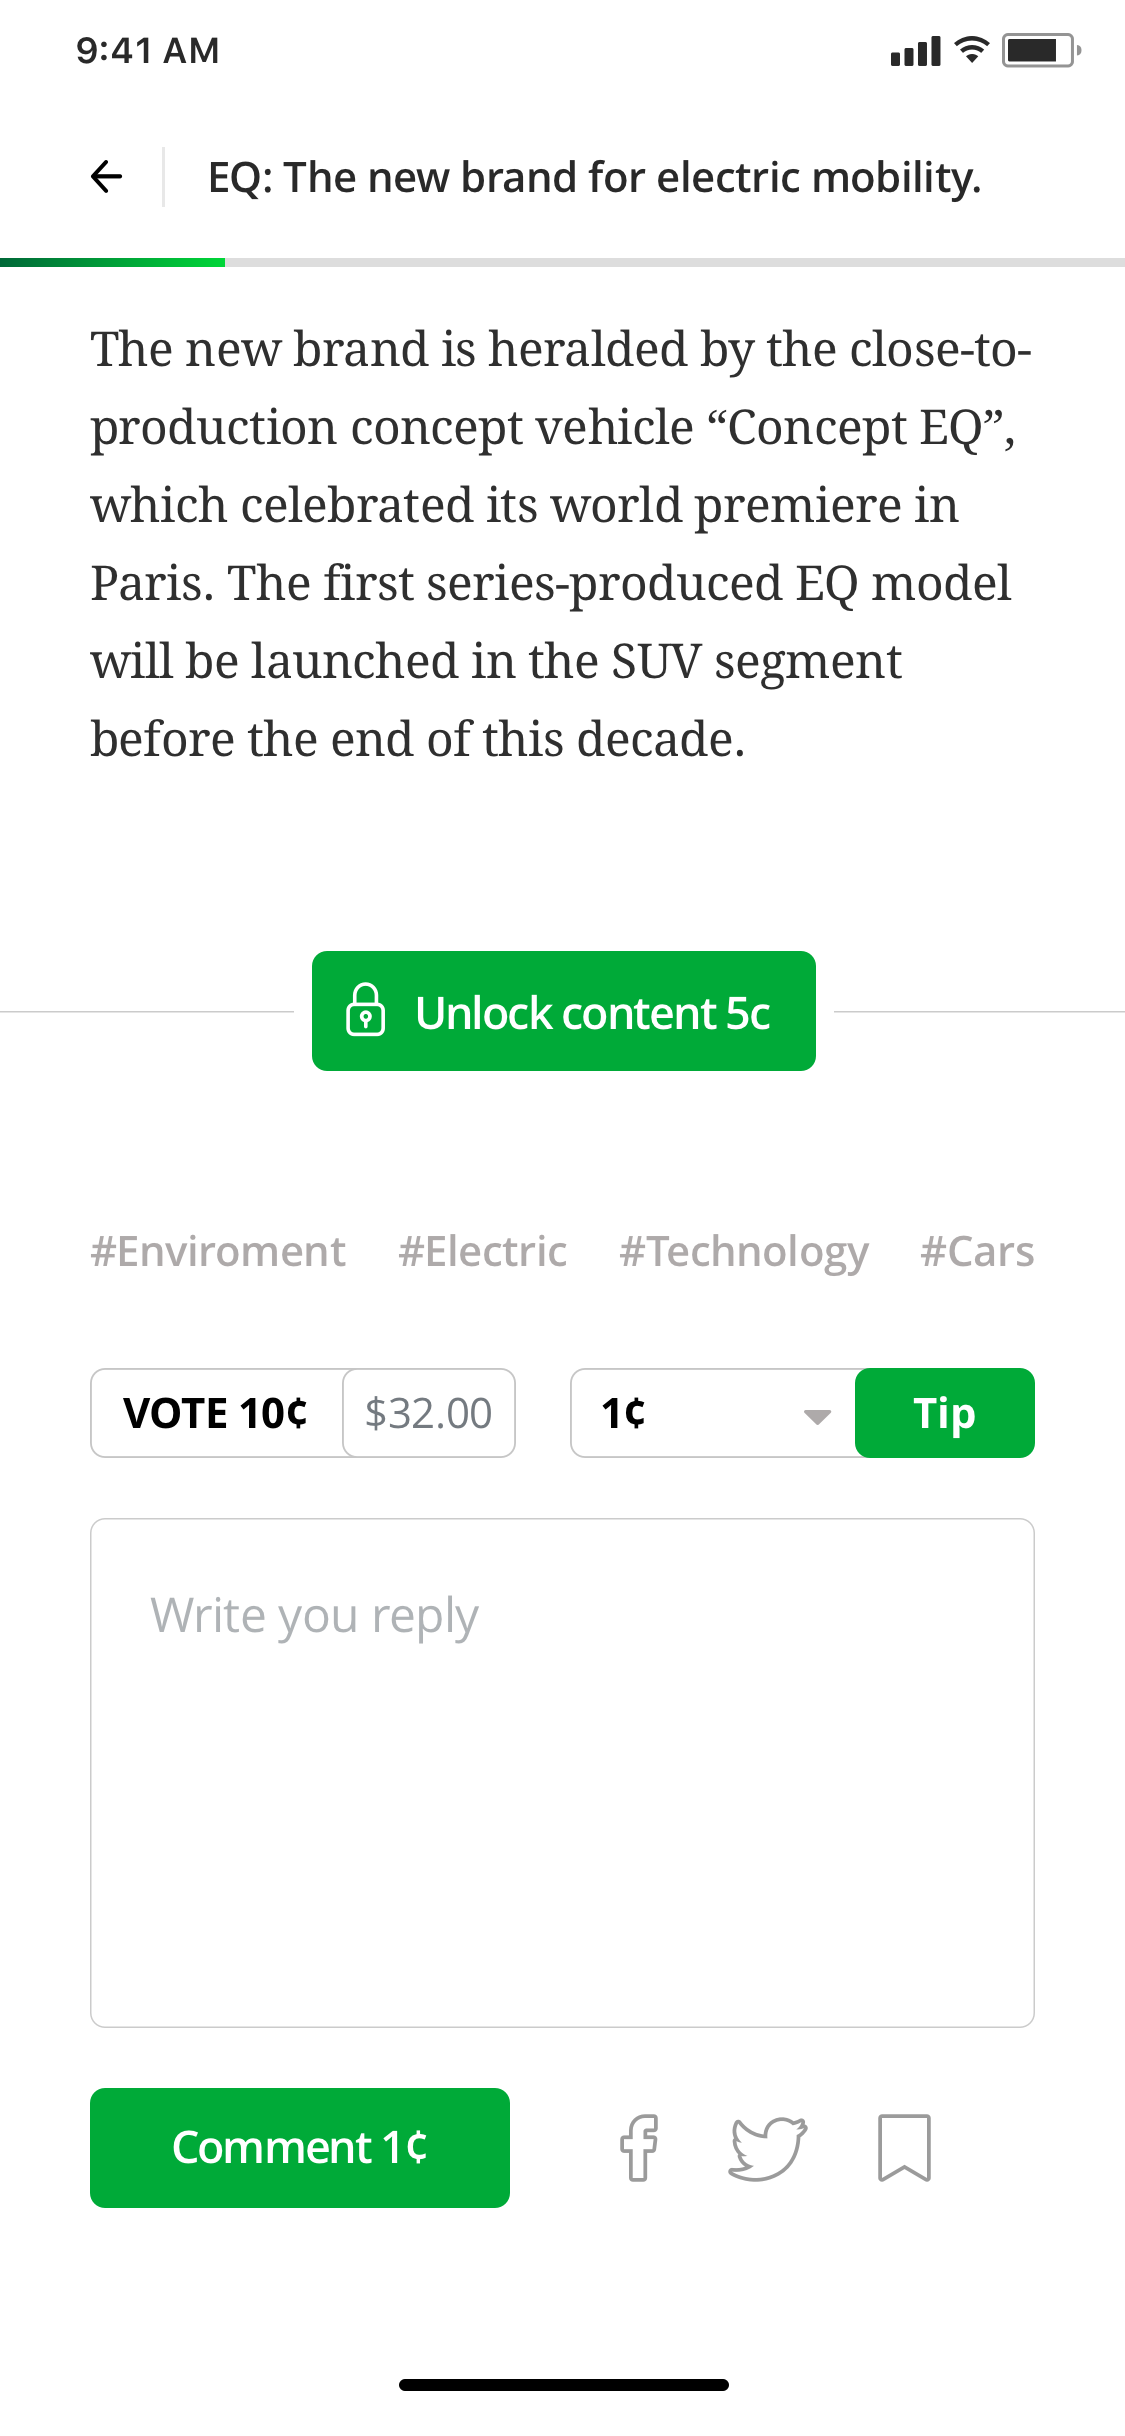 9:41 AM
EQ: The new brand for electric mobility.
The new brand is heralded by the close-to-
production concept vehicle “Concept EQ”,
which celebrated its world premiere in
Paris. The first series-produced EQ model
will be launched in the SUV segment
before the end of this decade.
Unlock content 5c
#Enviroment #Electric #Technology #Cars
VOTE 10¢ $32.00 1¢ Tip
Write you reply
Comment 1¢